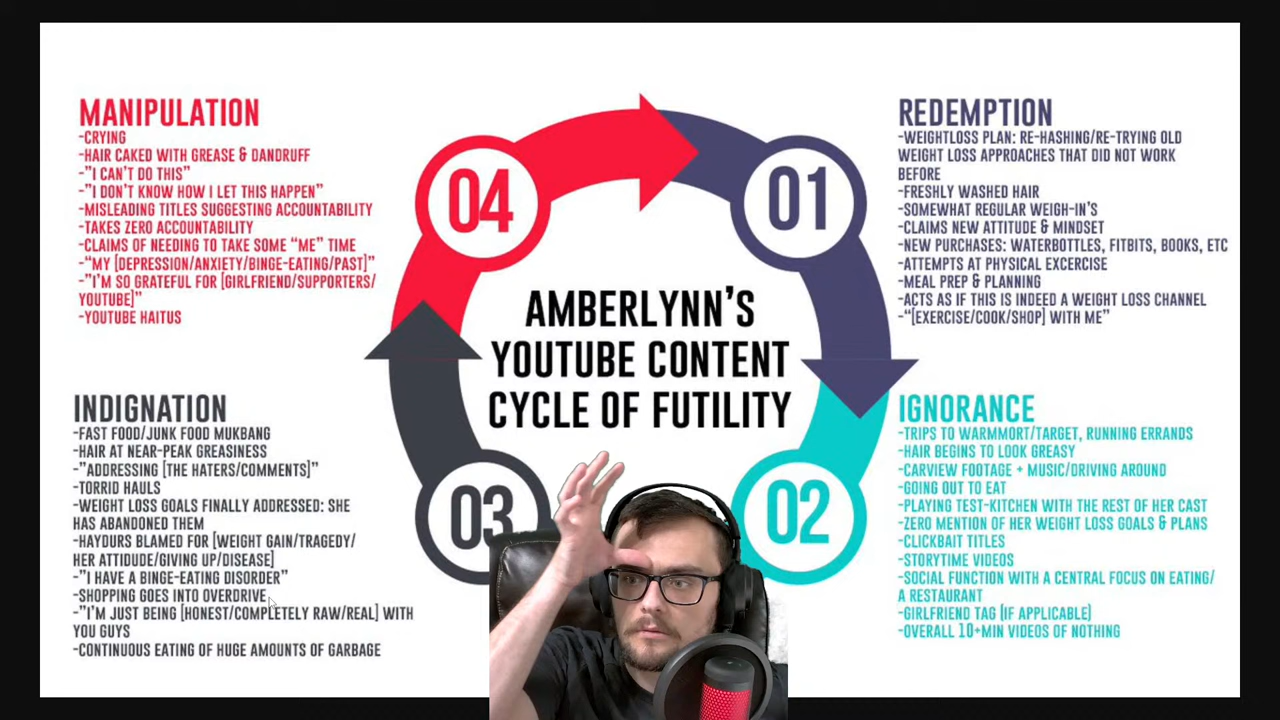 MANIPULATION
-CRYING
-HAIR CAKED WITH GREASE & DANDRUFF
-"I CAN'T DO THIS"
-"I DON'T KNOW HOW I LET THIS HAPPEN"
-MISLEADING TITLES SUGGESTING ACCOUNTABILITY
-TAKES ZERO ACCOUNTABILITY
-CLAIMS OF NEEDING TO TAKE SOME "ME" TIME
-"MY [DEPRESSION/ANXIETY/BINGE-EATING/PAST]"
-"I'M SO GRATEFUL FOR [GIRLFRIEND/SUPPORTERS/
YOUTUBE]"
-YOUTUBE HAITUS
04
01
REDEMPTION
-WEIGHTLOSS PLAN: RE-HASHING/RE-TRYING OLD
WEIGHT LOSS APPROACHES THAT DID NOT WORK
BEFORE
-FRESHLY WASHED HAIR
-SOMEWHAT REGULAR WEIGH-IN'S
-CLAIMS NEW ATTITUDE & MINDSET
-NEW PURCHASES: WATERBOTTLES, FITBITS, BOOKS, ETC
-ATTEMPTS AT PHYSICAL EXCERCISE
-MEAL PREP & PLANNING
-ACTS AS IF THIS IS INDEED A WEIGHT LOSS CHANNEL
-"[EXERCISE/COOK/SHOP] WITH ME"
AMBERLYNN'S
YOUTUBE CONTENT
CYCLE OF FUTILITY
INDIGNATION
-FAST FOOD/JUNK FOOD MUKBANG
-HAIR AT NEAR-PEAK GREASINESS
-"ADDRESSING [THE HATERS/COMMENTS]"
-TORRID HAULS
-WEIGHT LOSS GOALS FINALLY ADDRESSED: SHE
HAS ABANDONED THEM
-HAYDURS BLAMED FOR [WEIGHT GAIN/TRAGEDY/
HER ATTIDUDE/GIVING UP/DISEASE]
-"I HAVE A BINGE-EATING DISORDER"
-SHOPPING GOES INTO OVERDRIVE
-"I'M JUST BEING [HONEST/COMPLETELY RAW/REAL] WITH
YOU GUYS
-CONTINUOUS EATING OF HUGE AMOUNTS OF GARBAGE
03
02
IGNORANCE
-TRIPS TO WARMMORT/TARGET, RUNNING ERRANDS
-HAIR BEGINS TO LOOK GREASY
-CARVIEW FOOTAGE + MUSIC/DRIVING AROUND
-GOING OUT TO EAT
-PLAYING TEST-KITCHEN WITH THE REST OF HER CAST
-ZERO MENTION OF HER WEIGHT LOSS GOALS & PLANS
-CLICKBAIT TITLES
-STORYTIME VIDEOS
-SOCIAL FUNCTION WITH A CENTRAL FOCUS ON EATING/
A RESTAURANT
-GIRLFRIEND TAG (IF APPLICABLE)
-OVERALL 10+MIN VIDEOS OF NOTHING